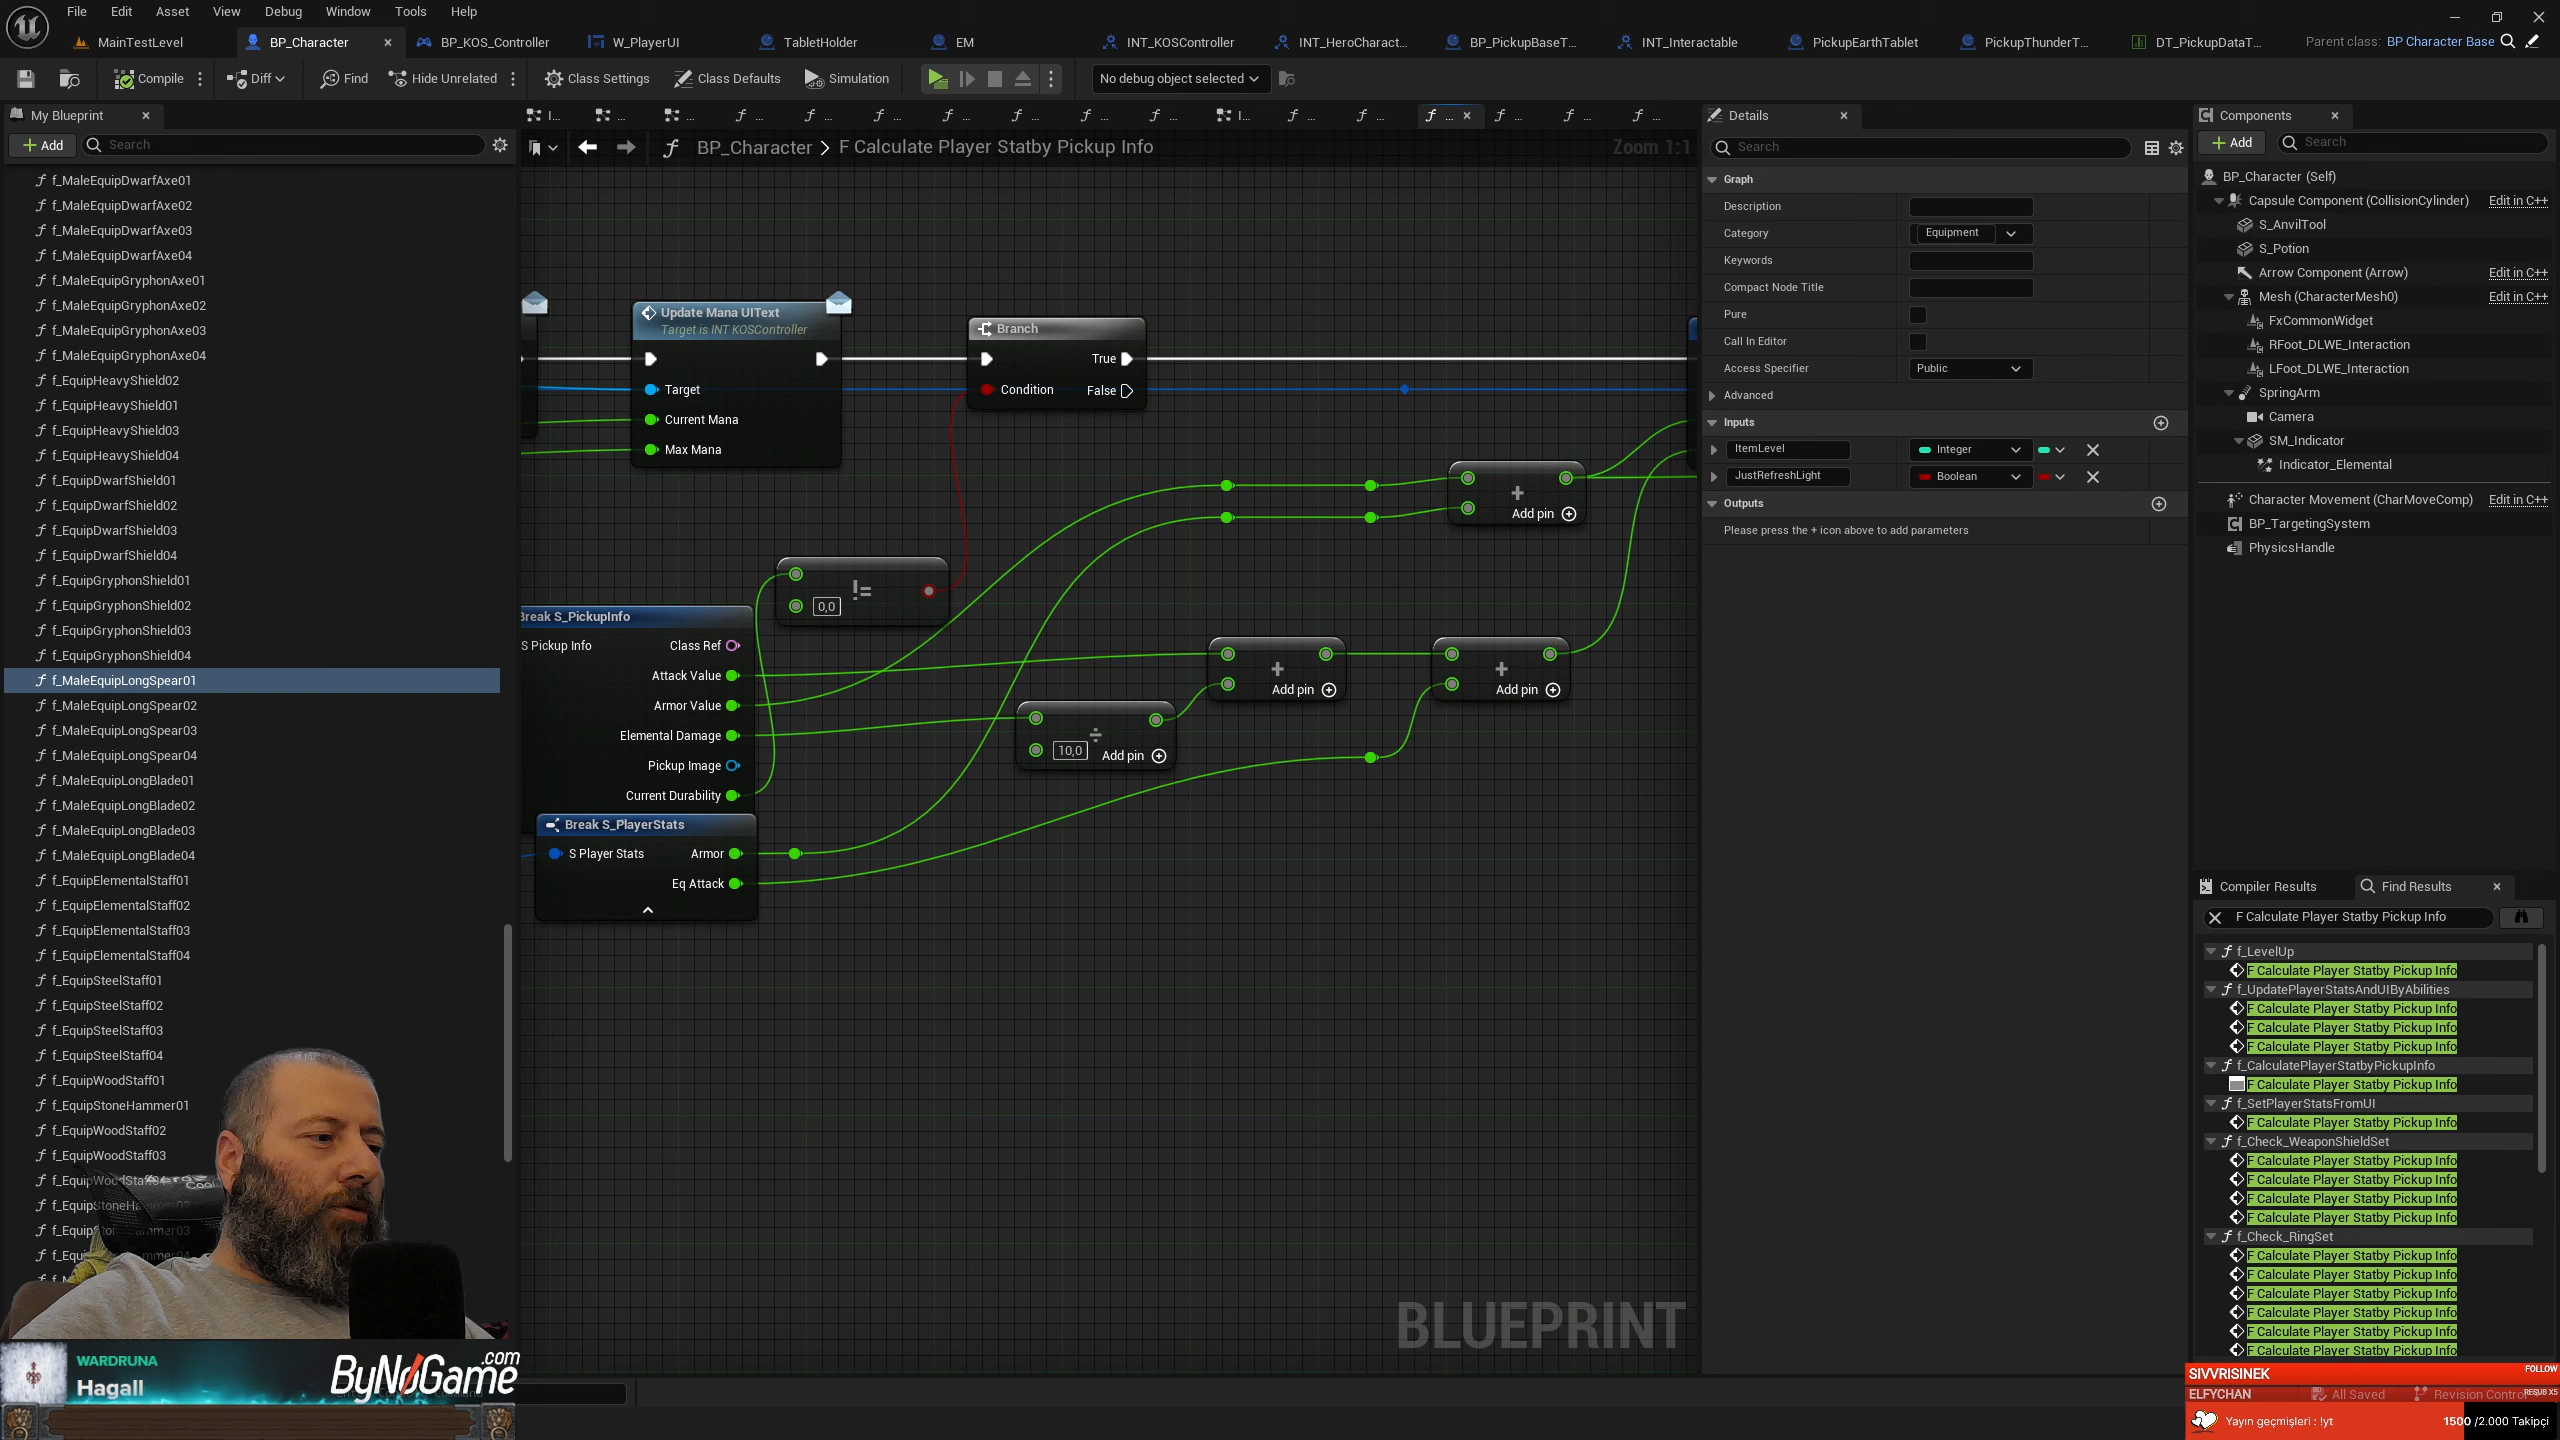 File Edit Asset View Debug Window Tools Help
MainTestLevel BP_Character BP_KOS_Controller W_PlayerUI TabletHolder EM INT_KOSController INT_HeroCharact... BP_PickupBaseT... INT_Interactable PickupEarthTablet PickupThunderT... DT_PickupDataT... Parent class: BP Character Base
Compile Diff Find Hide Unrelated Class Settings Class Defaults Simulation No debug object selected
My Blueprint
Add Search
f_MaleEquipDwarfAxe01
f_MaleEquipDwarfAxe02
f_MaleEquipDwarfAxe03
f_MaleEquipDwarfAxe04
f_MaleEquipGryphonAxe01
f_MaleEquipGryphonAxe02
f_MaleEquipGryphonAxe03
f_MaleEquipGryphonAxe04
f_EquipHeavyShield02
f_EquipHeavyShield01
f_EquipHeavyShield03
f_EquipHeavyShield04
f_EquipDwarfShield01
f_EquipDwarfShield02
f_EquipDwarfShield03
f_EquipDwarfShield04
f_EquipGryphonShield01
f_EquipGryphonShield02
f_EquipGryphonShield03
f_EquipGryphonShield04
f_MaleEquipLongSpear01
f_MaleEquipLongSpear02
f_MaleEquipLongSpear03
f_MaleEquipLongSpear04
f_MaleEquipLongBlade01
f_MaleEquipLongBlade02
f_MaleEquipLongBlade03
f_MaleEquipLongBlade04
f_EquipElementalStaff01
f_EquipElementalStaff02
f_EquipElementalStaff03
f_EquipElementalStaff04
f_EquipSteelStaff01
f_EquipSteelStaff02
f_EquipSteelStaff03
f_EquipSteelStaff04
f_EquipWoodStaff01
f_EquipStoneHammer01
f_EquipWoodStaff02
f_EquipWoodStaff03
BP_Character > F Calculate Player Statby Pickup Info
Zoom 1:1
Update Mana UIText
Target is INT KOSController
Target
Current Mana
Max Mana
Branch
True
Condition False
+
Add pin
!=
0,0
Break S_PickupInfo
S Pickup Info Class Ref
Attack Value
Armor Value
Elemental Damage
Pickup Image
Current Durability
+
Add pin
+
Add pin
÷
10,0 Add pin
Break S_PlayerStats
S Player Stats Armor
Eq Attack
BLUEPRINT
Details
Search
Graph
Description
Category Equipment
Keywords
Compact Node Title
Pure
Call In Editor
Access Specifier Public
Advanced
Inputs
ItemLevel Integer
JustRefreshLight Boolean
Outputs
Please press the + icon above to add parameters
Components
Add Search
BP_Character (Self)
Capsule Component (CollisionCylinder) Edit in C++
S_AnvilTool
S_Potion
Arrow Component (Arrow) Edit in C++
Mesh (CharacterMesh0) Edit in C++
FxCommonWidget
RFoot_DLWE_Interaction
LFoot_DLWE_Interaction
SpringArm
Camera
SM_Indicator
Indicator_Elemental
Character Movement (CharMoveComp) Edit in C++
BP_TargetingSystem
PhysicsHandle
Compiler Results Find Results
F Calculate Player Statby Pickup Info
f_LevelUp
F Calculate Player Statby Pickup Info
f_UpdatePlayerStatsAndUIByAbilities
F Calculate Player Statby Pickup Info
F Calculate Player Statby Pickup Info
F Calculate Player Statby Pickup Info
f_CalculatePlayerStatbyPickupInfo
F Calculate Player Statby Pickup Info
f_SetPlayerStatsFromUI
F Calculate Player Statby Pickup Info
f_Check_WeaponShieldSet
F Calculate Player Statby Pickup Info
F Calculate Player Statby Pickup Info
F Calculate Player Statby Pickup Info
F Calculate Player Statby Pickup Info
f_Check_RingSet
F Calculate Player Statby Pickup Info
F Calculate Player Statby Pickup Info
F Calculate Player Statby Pickup Info
F Calculate Player Statby Pickup Info
F Calculate Player Statby Pickup Info
F Calculate Player Statby Pickup Info
WARDRUNA
Hagall
ByNoGame.com
SIVVRISINEK FOLLOW
ELFYCHAN All Saved Revision Control RESUB X5
Yayın geçmişleri : !yt 1500 /2.000 Takipçi